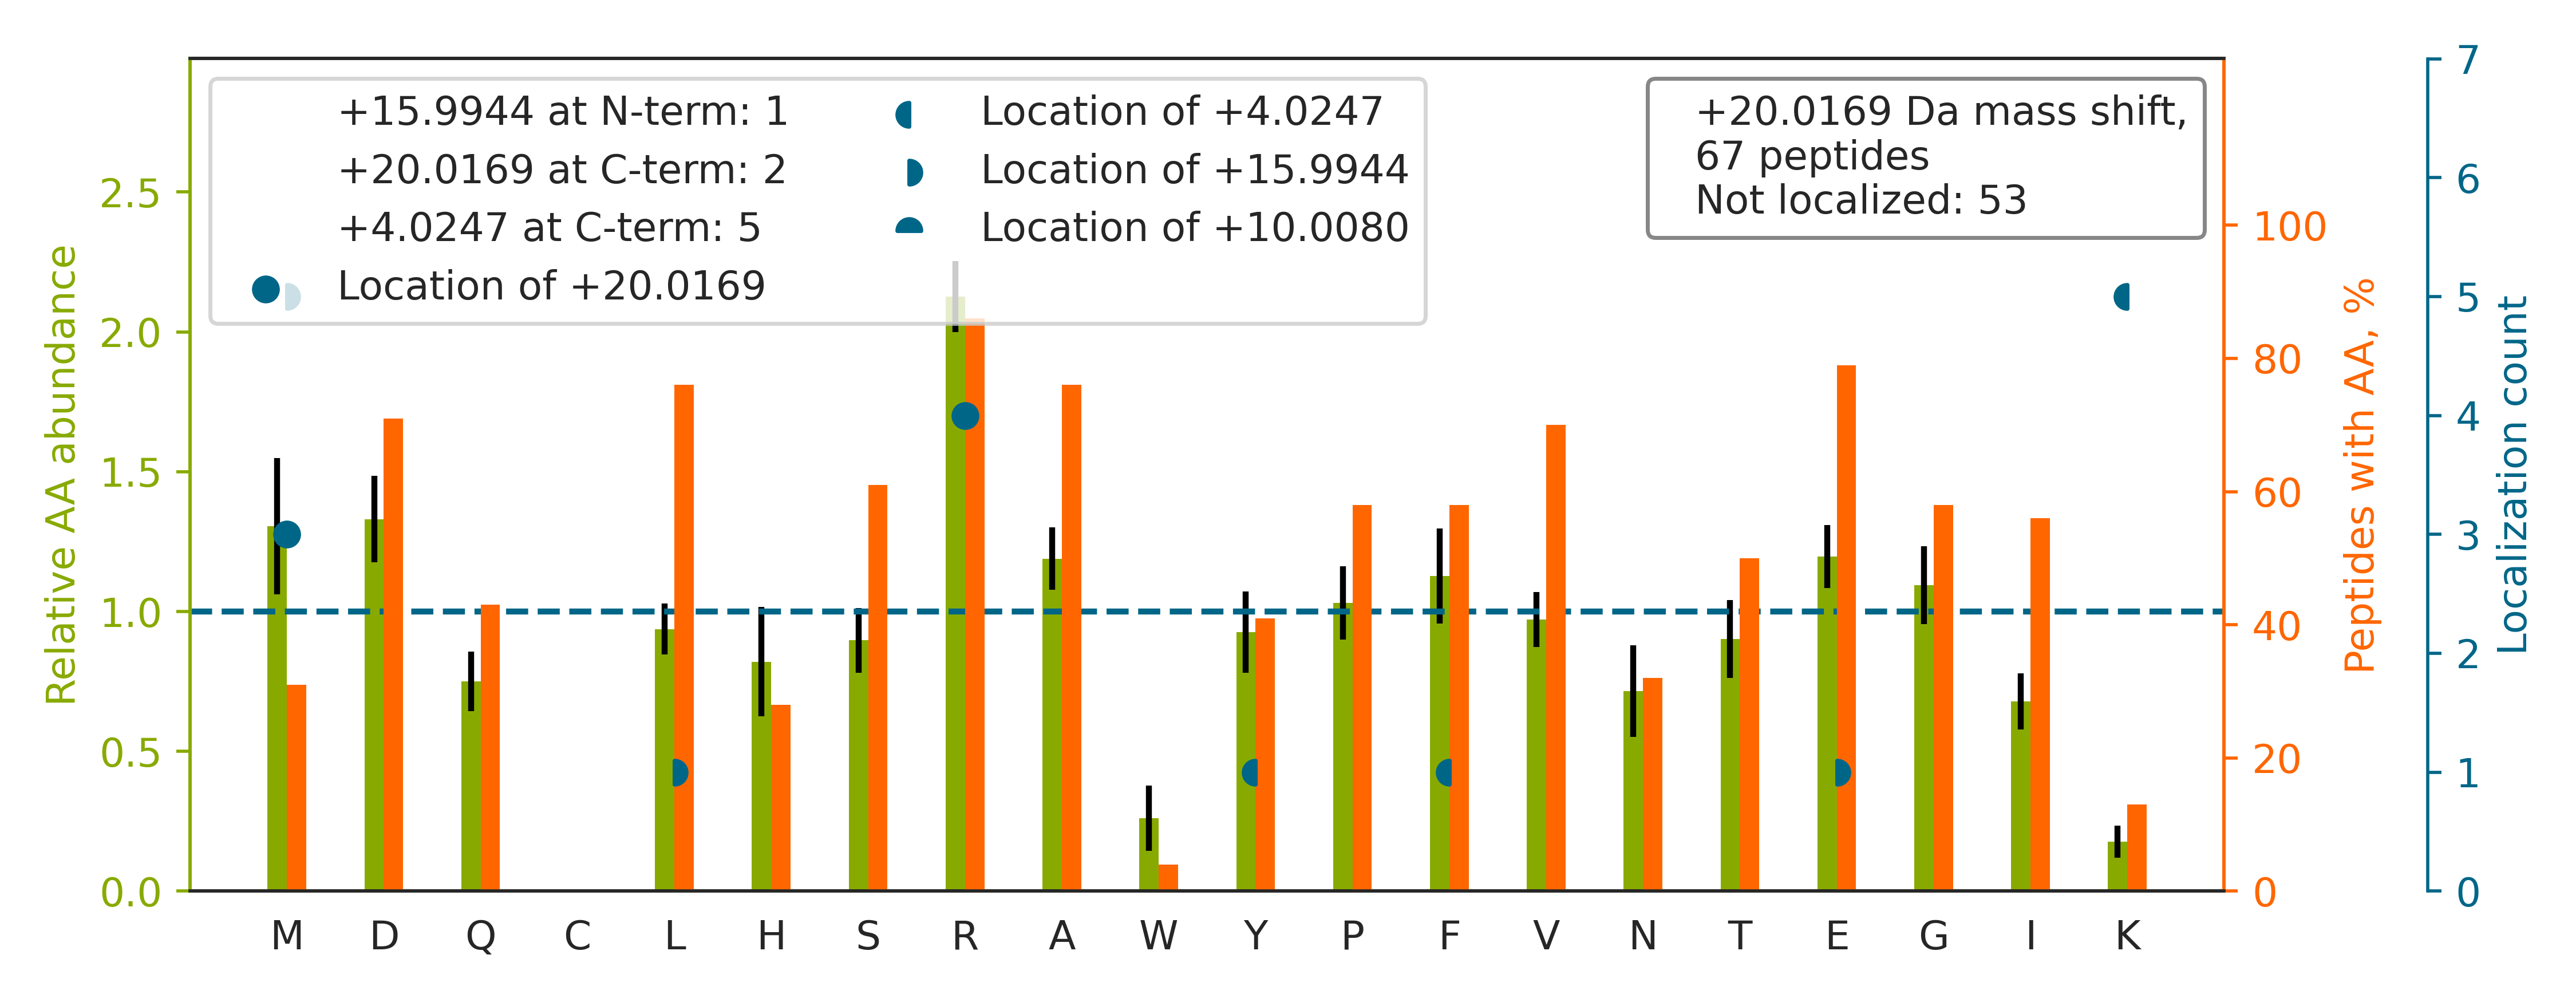 +15.9944 at N-term: 1
+20.0169 at C-term: 2
+4.0247 at C-term: 5
Location of +20.0169
Location of +4.0247
Location of +15.9944
Location of +10.0080
+20.0169 Da mass shift,
67 peptides
Not localized: 53
Relative AA abundance
2.5
2.0
1.5
1.0
0.5
0.0
M D Q C L H S R A W Y P F V N T E G I K
100
80
60
40
20
0
Peptides with AA, %
7
6
5
4
3
2
1
0
Localization count